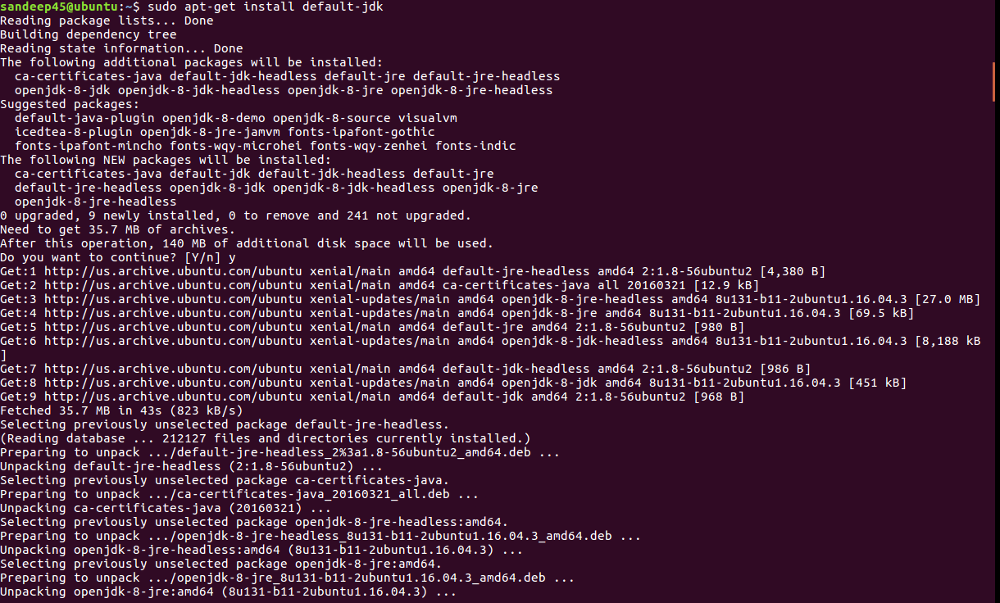 sandeep45@ubuntu:~$ sudo apt-get install default-jdk
Reading package lists... Done
Building dependency tree
Reading state information... Done
The following additional packages will be installed:
  ca-certificates-java default-jdk-headless default-jre default-jre-headless
  openjdk-8-jdk openjdk-8-jdk-headless openjdk-8-jre openjdk-8-jre-headless
Suggested packages:
  default-java-plugin openjdk-8-demo openjdk-8-source visualvm
  icedtea-8-plugin openjdk-8-jre-jamvm fonts-ipafont-gothic
  fonts-ipafont-mincho fonts-wqy-microhei fonts-wqy-zenhei fonts-indic
The following NEW packages will be installed:
  ca-certificates-java default-jdk default-jdk-headless default-jre
  default-jre-headless openjdk-8-jdk openjdk-8-jdk-headless openjdk-8-jre
  openjdk-8-jre-headless
0 upgraded, 9 newly installed, 0 to remove and 241 not upgraded.
Need to get 35.7 MB of archives.
After this operation, 140 MB of additional disk space will be used.
Do you want to continue? [Y/n] y
Get:1 http://us.archive.ubuntu.com/ubuntu xenial/main amd64 default-jre-headless amd64 2:1.8-56ubuntu2 [4,380 B]
Get:2 http://us.archive.ubuntu.com/ubuntu xenial/main amd64 ca-certificates-java all 20160321 [12.9 kB]
Get:3 http://us.archive.ubuntu.com/ubuntu xenial-updates/main amd64 openjdk-8-jre-headless amd64 8u131-b11-2ubuntu1.16.04.3 [27.0 MB]
Get:4 http://us.archive.ubuntu.com/ubuntu xenial-updates/main amd64 openjdk-8-jre amd64 8u131-b11-2ubuntu1.16.04.3 [69.5 kB]
Get:5 http://us.archive.ubuntu.com/ubuntu xenial/main amd64 default-jre amd64 2:1.8-56ubuntu2 [980 B]
Get:6 http://us.archive.ubuntu.com/ubuntu xenial-updates/main amd64 openjdk-8-jdk-headless amd64 8u131-b11-2ubuntu1.16.04.3 [8,188 kB
]
Get:7 http://us.archive.ubuntu.com/ubuntu xenial/main amd64 default-jdk-headless amd64 2:1.8-56ubuntu2 [986 B]
Get:8 http://us.archive.ubuntu.com/ubuntu xenial-updates/main amd64 openjdk-8-jdk amd64 8u131-b11-2ubuntu1.16.04.3 [451 kB]
Get:9 http://us.archive.ubuntu.com/ubuntu xenial/main amd64 default-jdk amd64 2:1.8-56ubuntu2 [968 B]
Fetched 35.7 MB in 43s (823 kB/s)
Selecting previously unselected package default-jre-headless.
(Reading database ... 212127 files and directories currently installed.)
Preparing to unpack .../default-jre-headless_2%3a1.8-56ubuntu2_amd64.deb ...
Unpacking default-jre-headless (2:1.8-56ubuntu2) ...
Selecting previously unselected package ca-certificates-java.
Preparing to unpack .../ca-certificates-java_20160321_all.deb ...
Unpacking ca-certificates-java (20160321) ...
Selecting previously unselected package openjdk-8-jre-headless:amd64.
Preparing to unpack .../openjdk-8-jre-headless_8u131-b11-2ubuntu1.16.04.3_amd64.deb ...
Unpacking openjdk-8-jre-headless:amd64 (8u131-b11-2ubuntu1.16.04.3) ...
Selecting previously unselected package openjdk-8-jre:amd64.
Preparing to unpack .../openjdk-8-jre_8u131-b11-2ubuntu1.16.04.3_amd64.deb ...
Unpacking openjdk-8-jre:amd64 (8u131-b11-2ubuntu1.16.04.3) ...